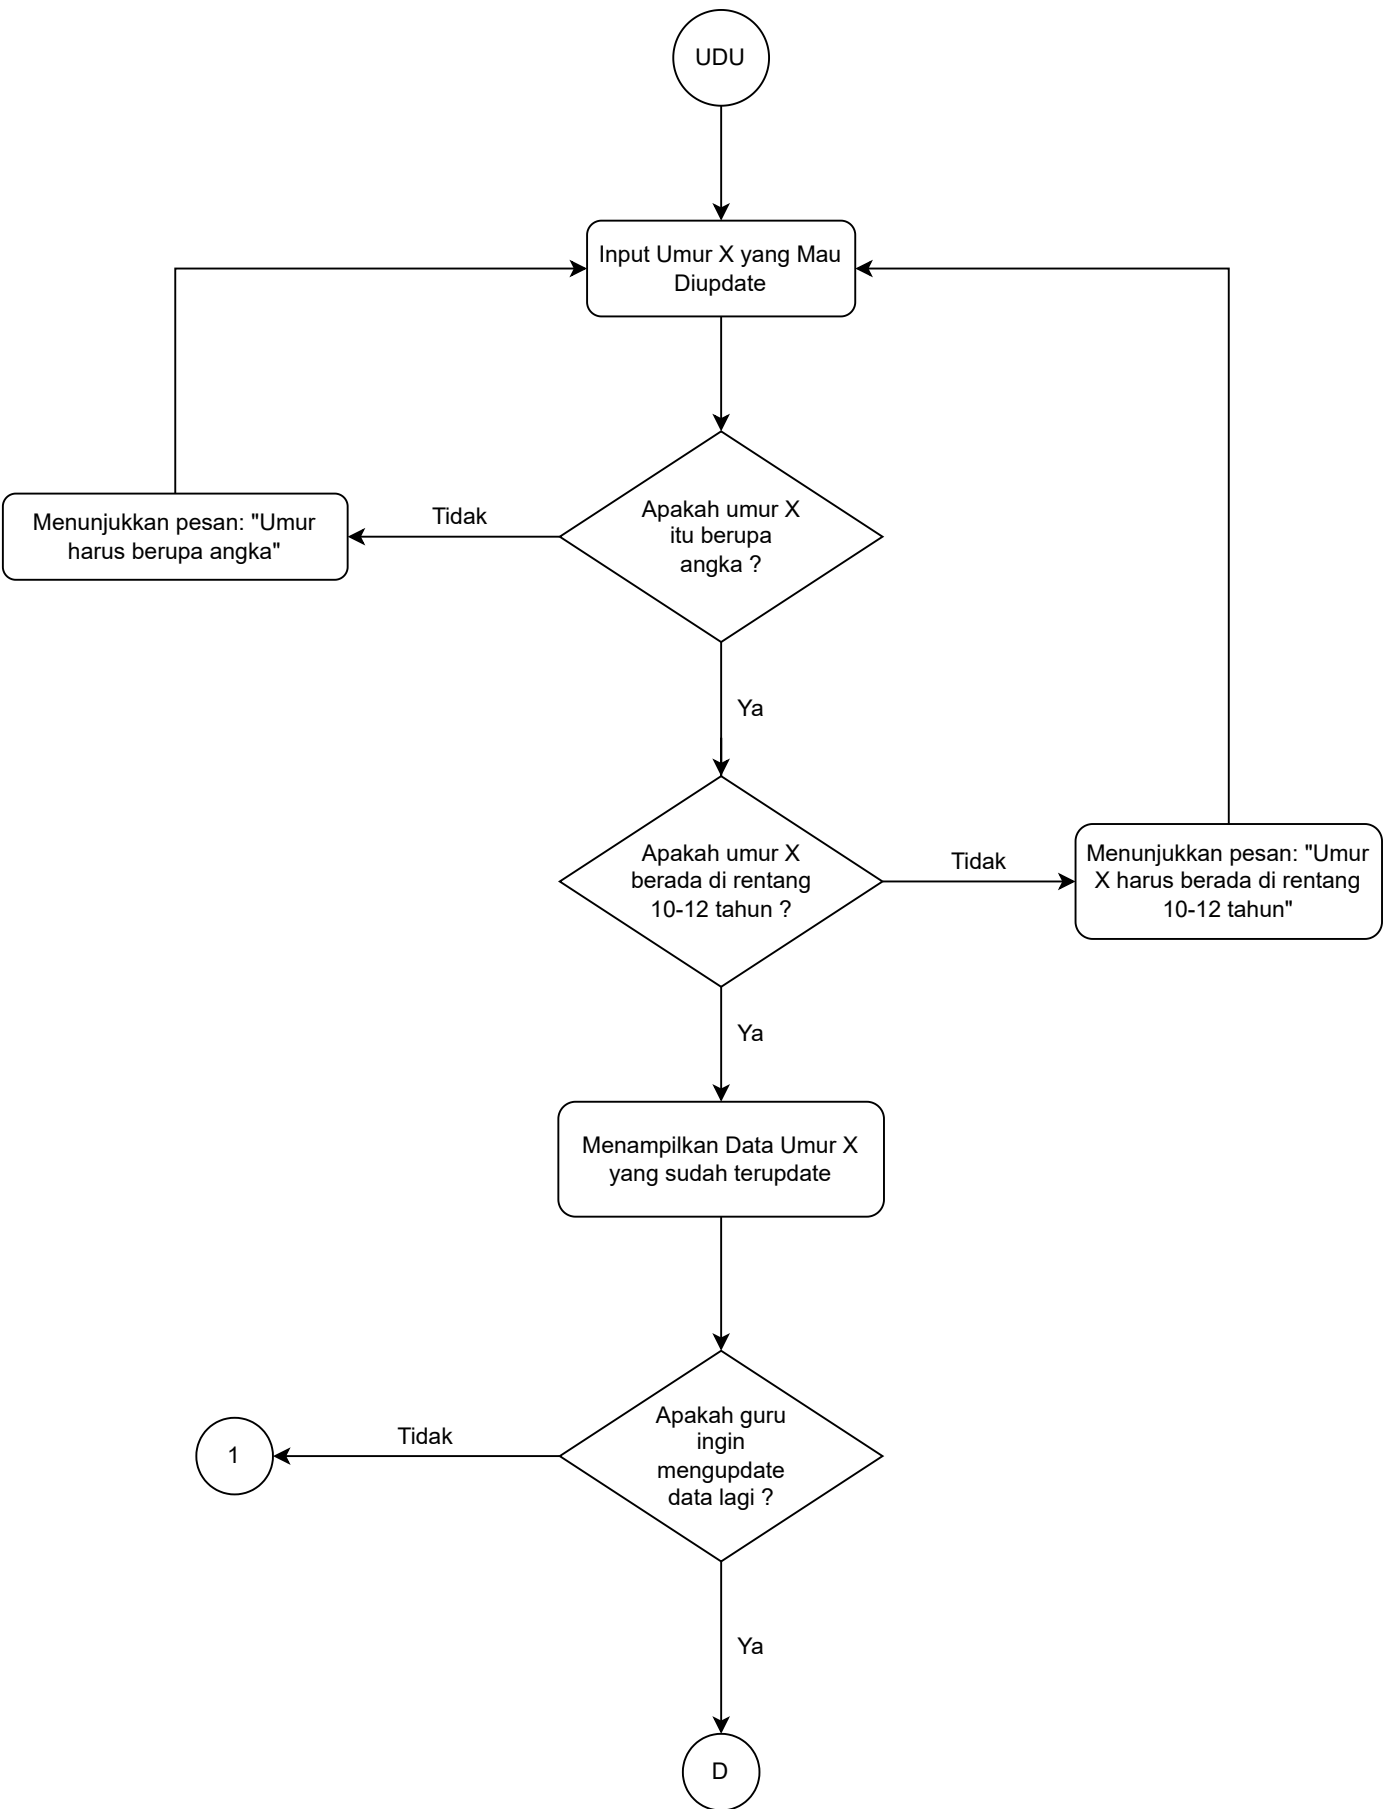 UDU
Input Umur X yang Mau
Diupdate
Apakah umur X
itu berupa
angka ?
Tidak
Menunjukkan pesan: "Umur
harus berupa angka"
Ya
Apakah umur X
berada di rentang
10-12 tahun ?
Tidak
Menunjukkan pesan: "Umur
X harus berada di rentang
10-12 tahun"
Ya
Menampilkan Data Umur X
yang sudah terupdate
Apakah guru
ingin
mengupdate
data lagi ?
Tidak
1
Ya
D